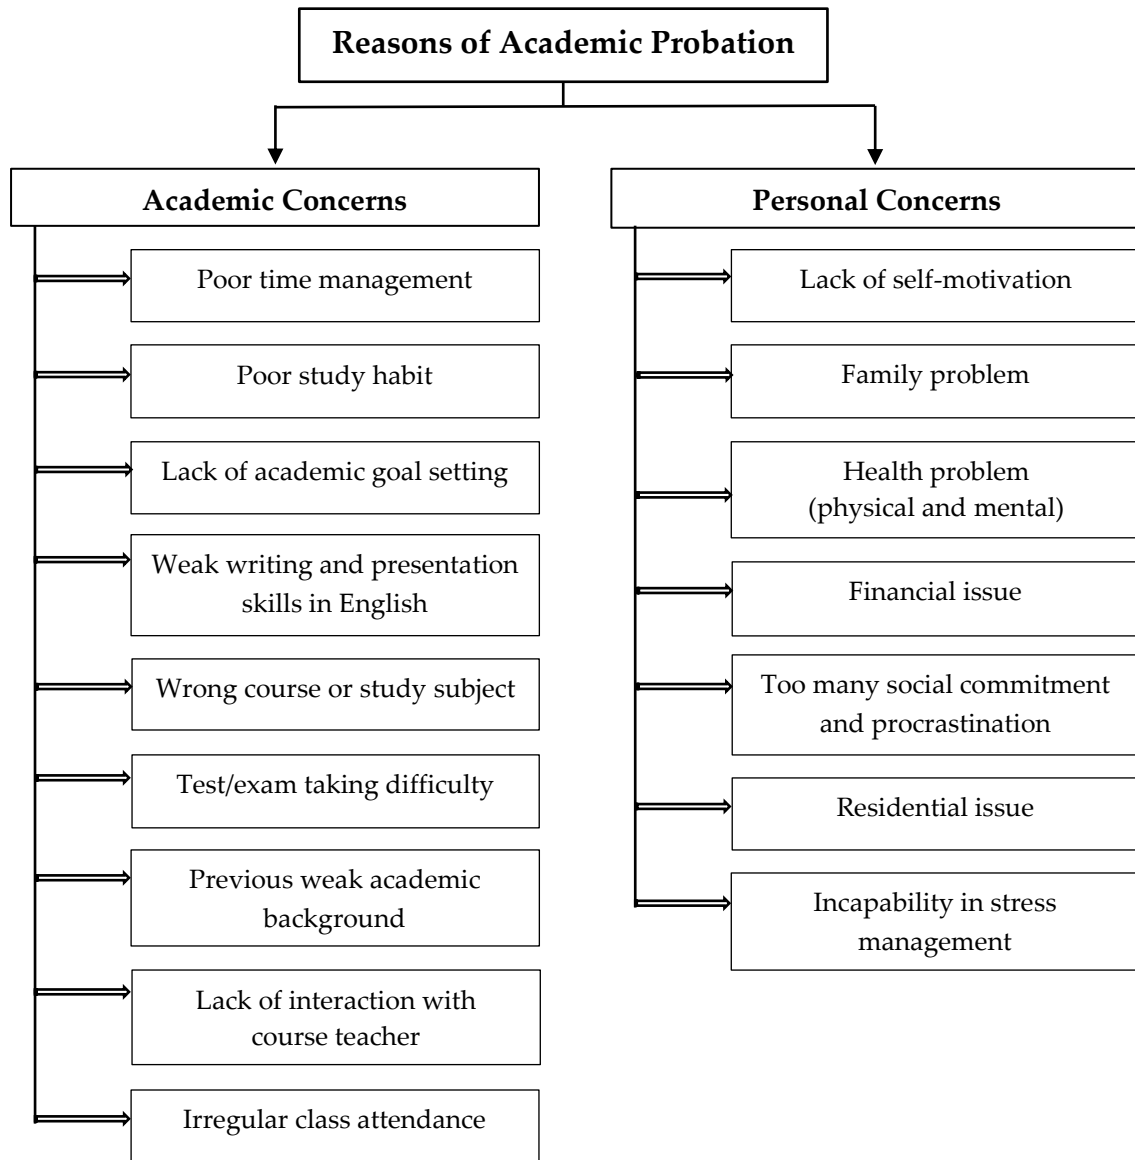 Reasons of Academic Probation
Academic Concerns
Poor time management
Poor study habit
Lack of academic goal setting
Weak writing and presentation
skills in English
Wrong course or study subject
Test/exam taking difficulty
Previous weak academic
background
Lack of interaction with
course teacher
Irregular class attendance
Personal Concerns
Lack of self-motivation
Family problem
Health problem
(physical and mental)
Financial issue
Too many social commitment
and procrastination
Residential issue
Incapability in stress
management